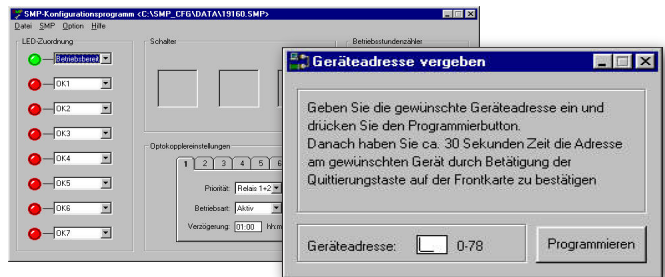 SMP-Konfigurationsprogramm <C:\SMP_CFG\DATA\19160.SMP>
Datei SMP Option Hilfe
LED-Zuordnung
Betriebsbereit
OK1
OK2
OK3
OK4
OK5
OK6
OK7
Schalter
Betriebsstundenzähler
Optokopplereinstellungen
1 2 3 4 5 6
Priorität: Relais 1+2
Betriebsart: Aktiv
Verzögerung: 01:00 hh:m
Geräteadresse vergeben
Geben Sie die gewünschte Geräteadresse ein und
drücken Sie den Programmierbutton.
Danach haben Sie ca. 30 Sekunden Zeit die Adresse
am gewünschten Gerät durch Betätigung der
Quittierungstaste auf der Frontkarte zu bestätigen
Geräteadresse: __ 0-78
Programmieren